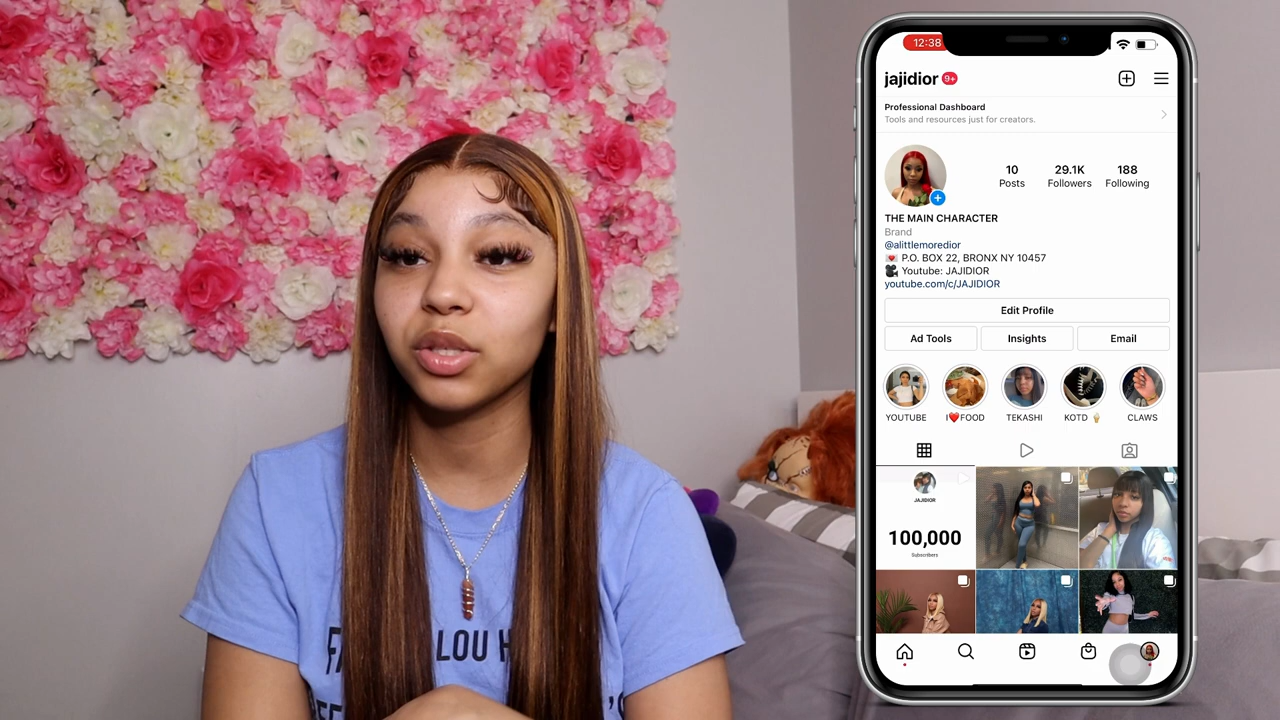 12:38
jajidior 9+
Professional Dashboard
Tools and resources just for creators.
10 29.1K 188
Posts Followers Following
THE MAIN CHARACTER
Brand
@alittlemoredior
P.O. BOX 22, BRONX NY 10457
Youtube: JAJIDIOR
youtube.com/c/JAJIDIOR
Edit Profile
Ad Tools Insights Email
YOUTUBE I❤️FOOD TEKASHI KOTD🍦 CLAWS
JAJIDIOR
100,000
Subscribers
LOU